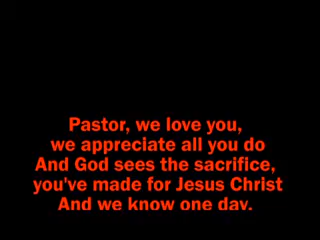 Pastor, we love you,
we appreciate all you do
And God sees the sacrifice,
you've made for Jesus Christ
And we know one day,